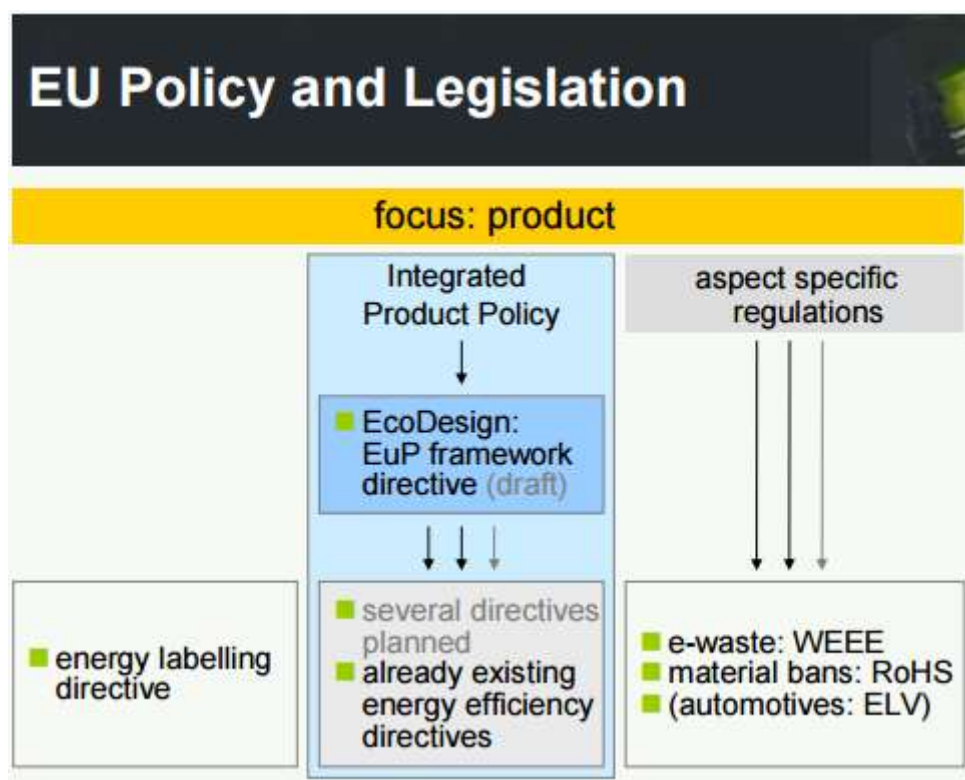 EU Policy and Legislation
focus: product
Integrated
Product Policy
aspect specific
regulations
EcoDesign:
EuP framework
directive (draft)
energy labelling
directive
several directives
planned
already existing
energy efficiency
directives
e-waste: WEEE
material bans: RoHS
(automotives: ELV)